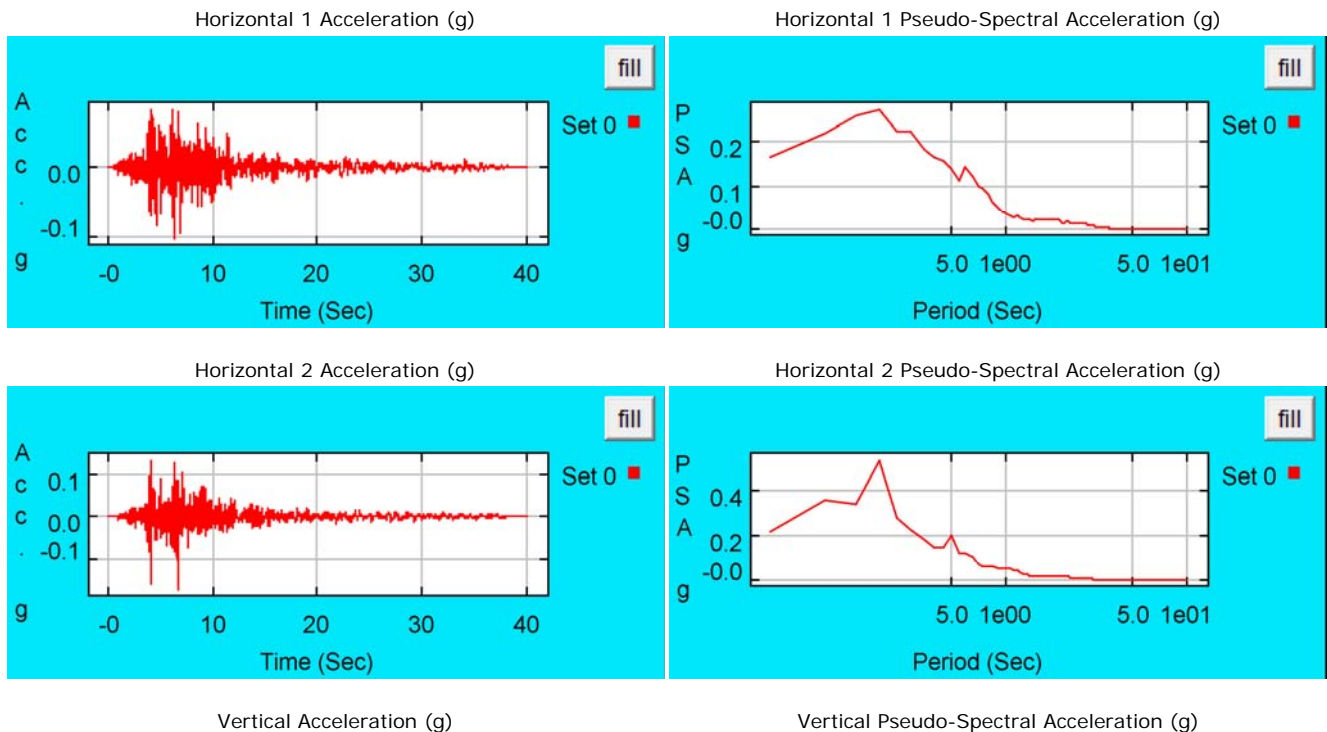 Horizontal 1 Acceleration (g)
fill
A
c
c
.
g
0.0
-0.1
Set 0
-0 10 20 30 40
Time (Sec)
Horizontal 1 Pseudo-Spectral Acceleration (g)
fill
P
S
A
g
0.2
0.1
-0.0
Set 0
5.0 1e00 5.0 1e01
Period (Sec)
Horizontal 2 Acceleration (g)
fill
A
c
c
.
g
0.1
0.0
-0.1
Set 0
-0 10 20 30 40
Time (Sec)
Horizontal 2 Pseudo-Spectral Acceleration (g)
fill
P
S
A
g
0.4
0.2
-0.0
Set 0
5.0 1e00 5.0 1e01
Period (Sec)
Vertical Acceleration (g)
Vertical Pseudo-Spectral Acceleration (g)